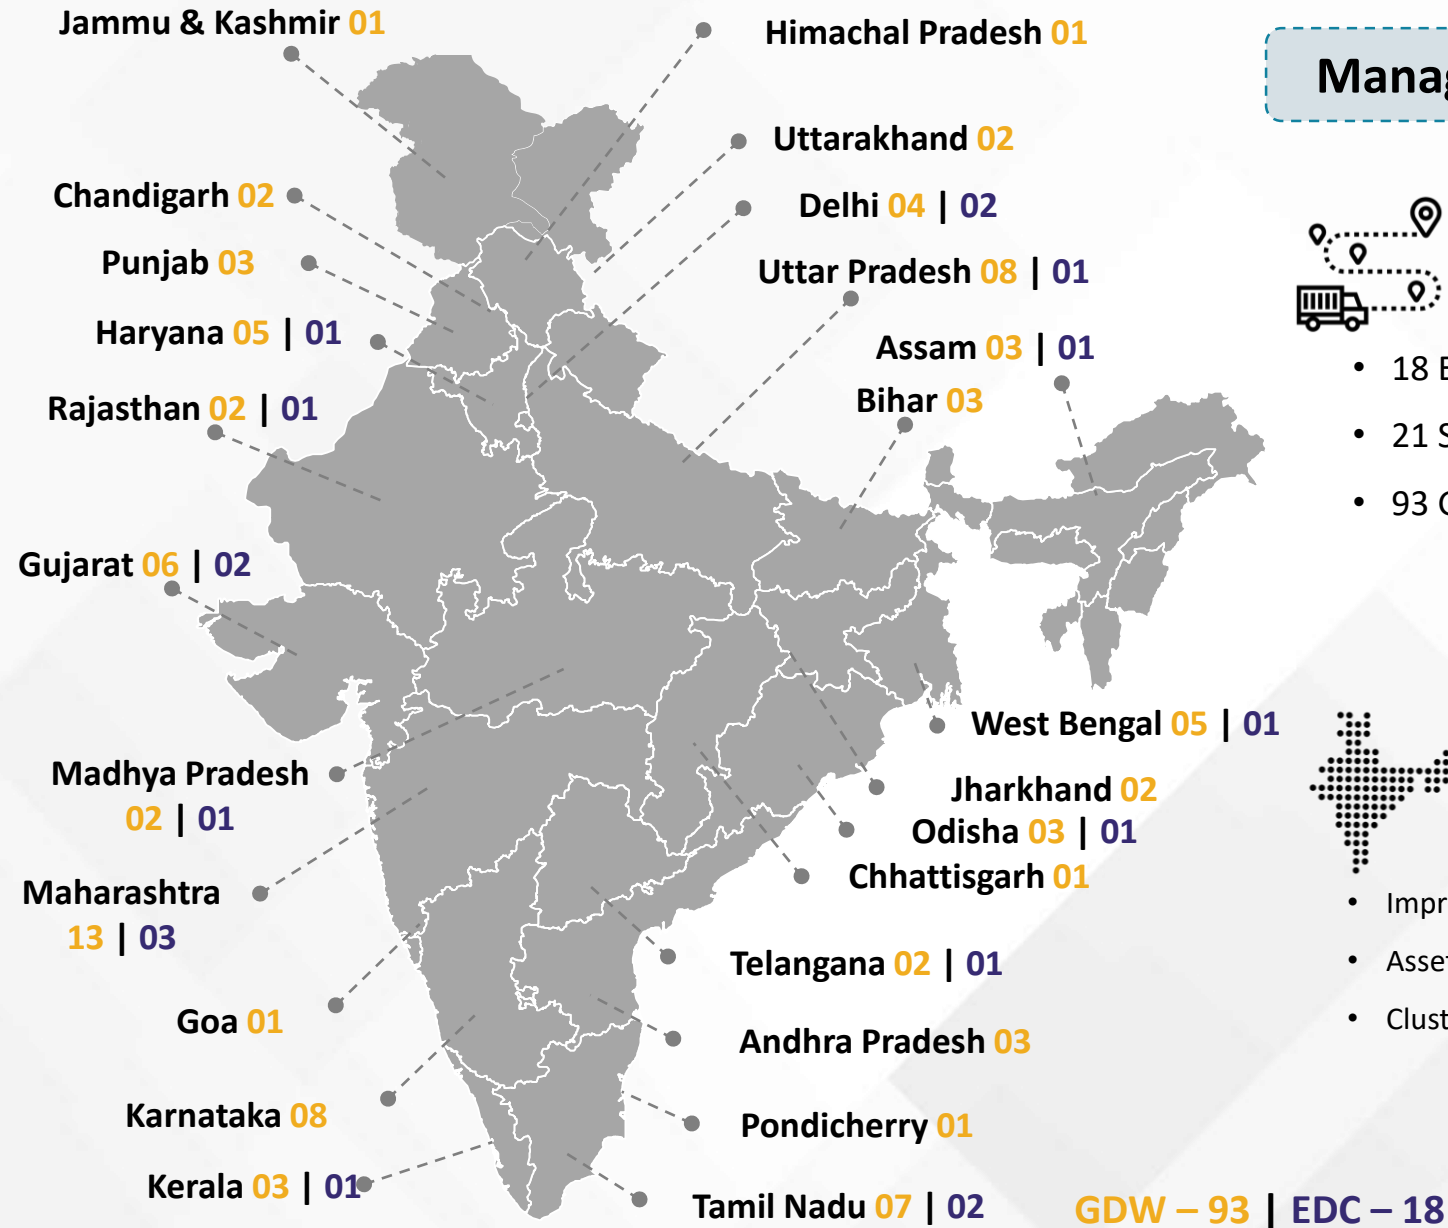 Jammu & Kashmir 01
Himachal Pradesh 01
Uttarakhand 02
Chandigarh 02
Delhi 04 | 02
Punjab 03
Uttar Pradesh 08 | 01
Haryana 05 | 01
Assam 03 | 01
Rajasthan 02 | 01
Bihar 03
Gujarat 06 | 02
West Bengal 05 | 01
Madhya Pradesh
02 | 01
Jharkhand 02
Odisha 03 | 01
Chhattisgarh 01
Maharashtra
13 | 03
Telangana 02 | 01
Goa 01
Andhra Pradesh 03
Karnataka 08
Pondicherry 01
Kerala 03 | 01
Tamil Nadu 07 | 02
GDW – 93 | EDC – 18
• 18
• 21
• 93